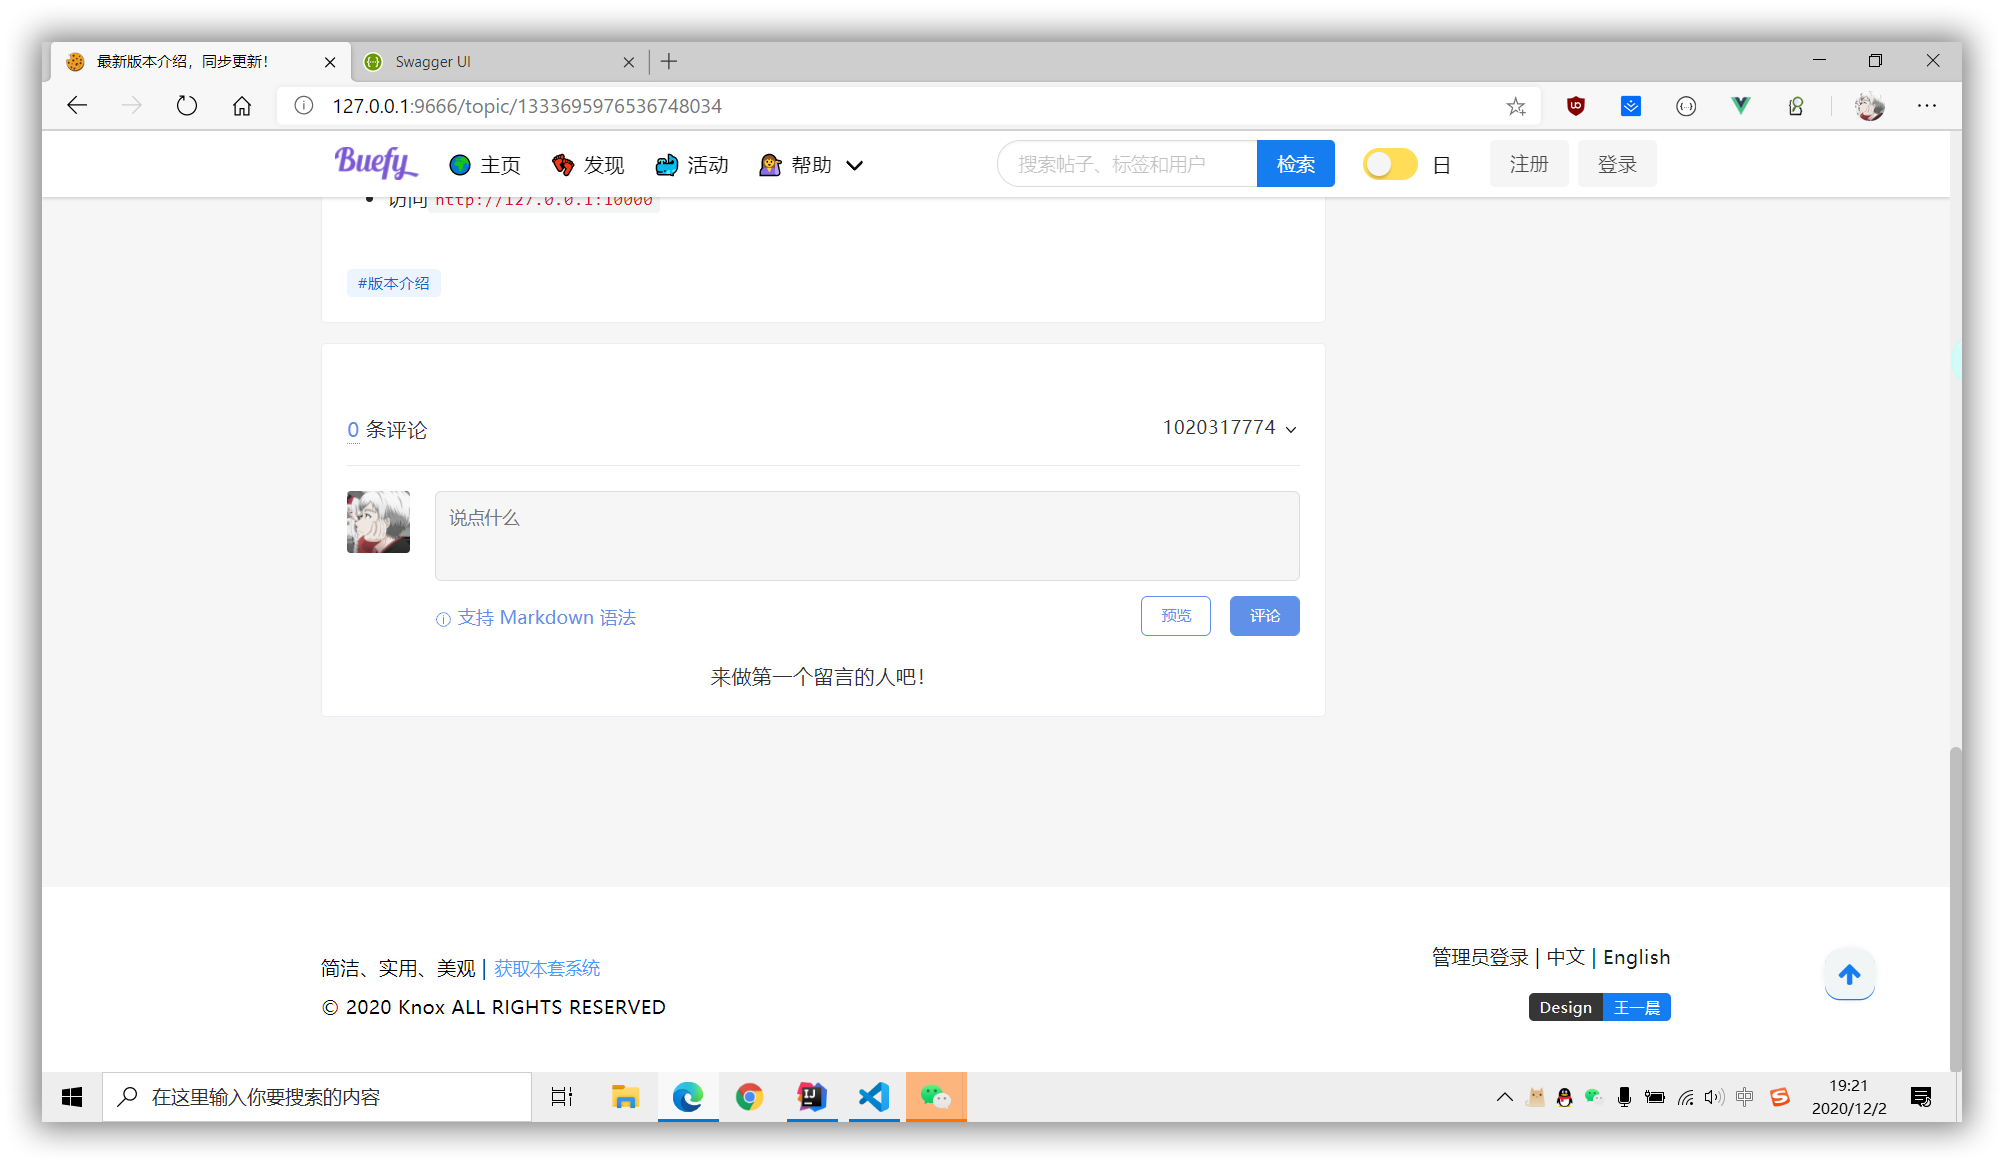 最新版本介绍，同步更新！
Swagger UI
127.0.0.1:9666/topic/1333695976536748034
Buefy
主页
发现
活动
帮助
搜索帖子、标签和用户
检索
日
注册
登录
访问 http://127.0.0.1:10000
#版本介绍
0 条评论
1020317774
说点什么
支持 Markdown 语法
预览
评论
来做第一个留言的人吧！
简洁、实用、美观 | 获取本套系统
© 2020 Knox ALL RIGHTS RESERVED
管理员登录 | 中文 | English
Design 王一晨
在这里输入你要搜索的内容
中
19:21
2020/12/2